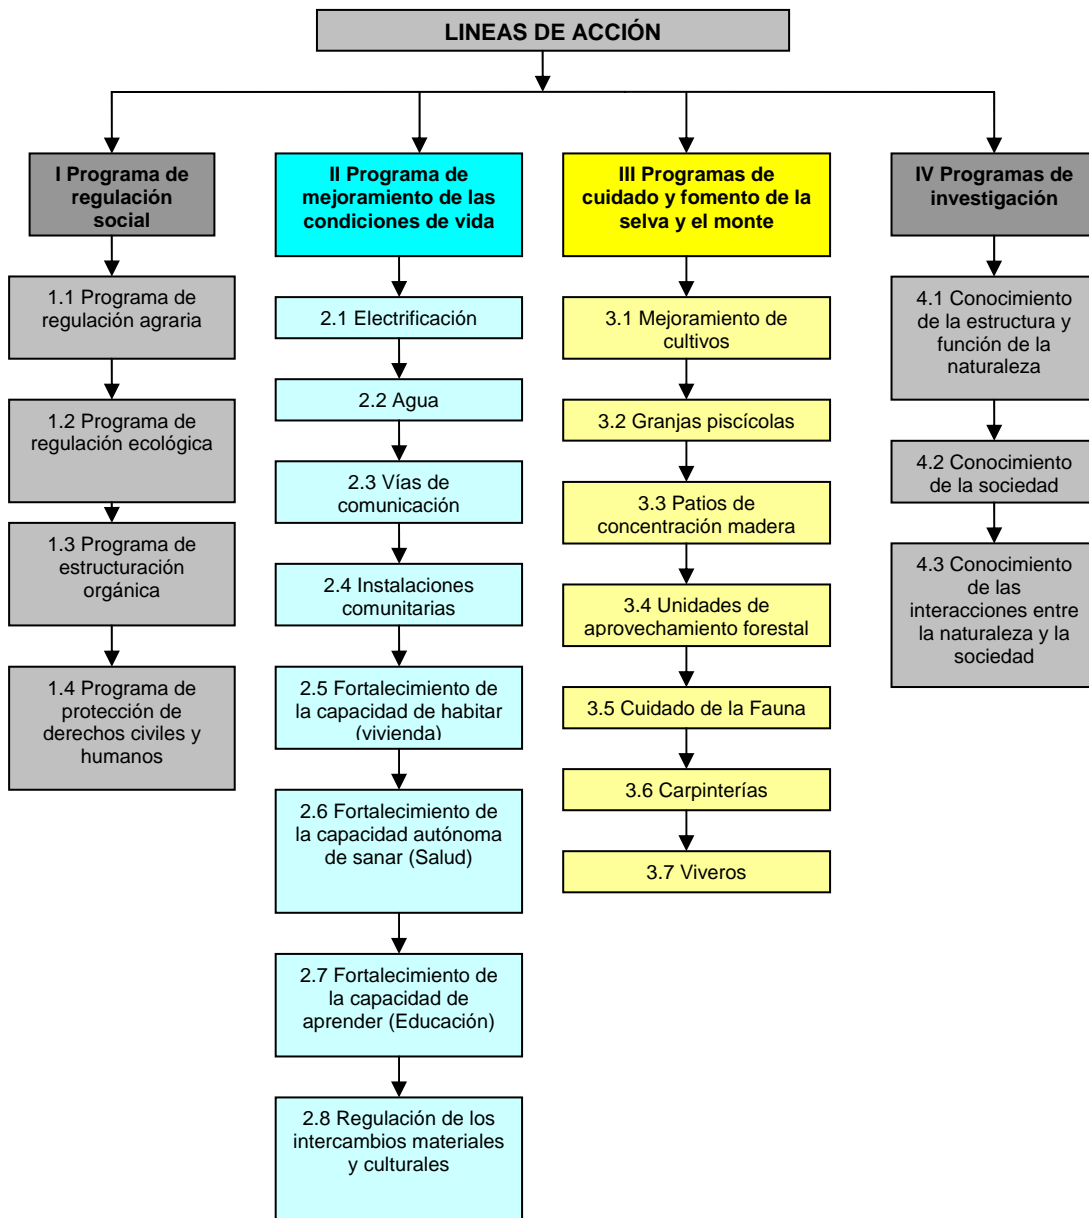 LINEAS DE ACCIÓN
I Programa de
regulación
social
1.1 Programa de
regulación agraria
1.2 Programa de
regulación ecológica
1.3 Programa de
estructuración
orgánica
1.4 Programa de
protección de
derechos civiles y
humanos
II Programa de
mejoramiento de las
condiciones de vida
2.1 Electrificación
2.2 Agua
2.3 Vías de
comunicación
2.4 Instalaciones
comunitarias
2.5 Fortalecimiento de
la capacidad de habitar
(vivienda)
2.6 Fortalecimiento de
la capacidad autónoma
de sanar (Salud)
2.7 Fortalecimiento de
la capacidad de
aprender (Educación)
2.8 Regulación de los
intercambios materiales
y culturales
III Programas de
cuidado y fomento de la
selva y el monte
3.1 Mejoramiento de
cultivos
3.2 Granjas piscícolas
3.3 Patios de
concentración madera
3.4 Unidades de
aprovechamiento forestal
3.5 Cuidado de la Fauna
3.6 Carpinterías
3.7 Viveros
IV Programas de
investigación
4.1 Conocimiento
de la estructura y
función de la
naturaleza
4.2 Conocimiento
de la sociedad
4.3 Conocimiento
de las
interacciones entre
la naturaleza y la
sociedad